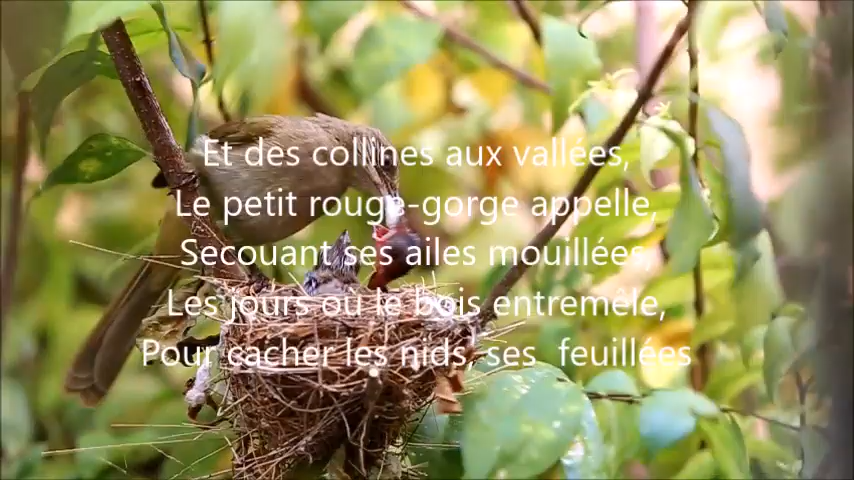 Et des collines, aux vallées,
Le petit rouge-gorge appelle,
Secouant ses ailes mouillées,
Les jours où le bois entremêle,
Pour cacher les nids, ses feuillées